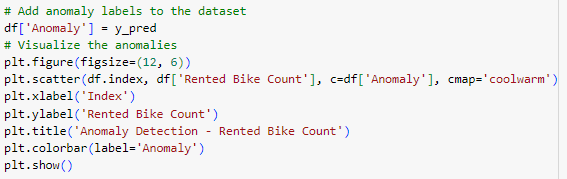 # Add anomaly labels to the dataset
df['Anomaly'] = y_pred
# Visualize the anomalies
plt.figure(figsize=(12, 6))
plt.scatter(df.index, df['Rented Bike Count'], c=df['Anomaly'], cmap='coolwarm')
plt.xlabel('Index')
plt.ylabel('Rented Bike Count')
plt.title('Anomaly Detection - Rented Bike Count')
plt.colorbar(label='Anomaly')
plt.show()